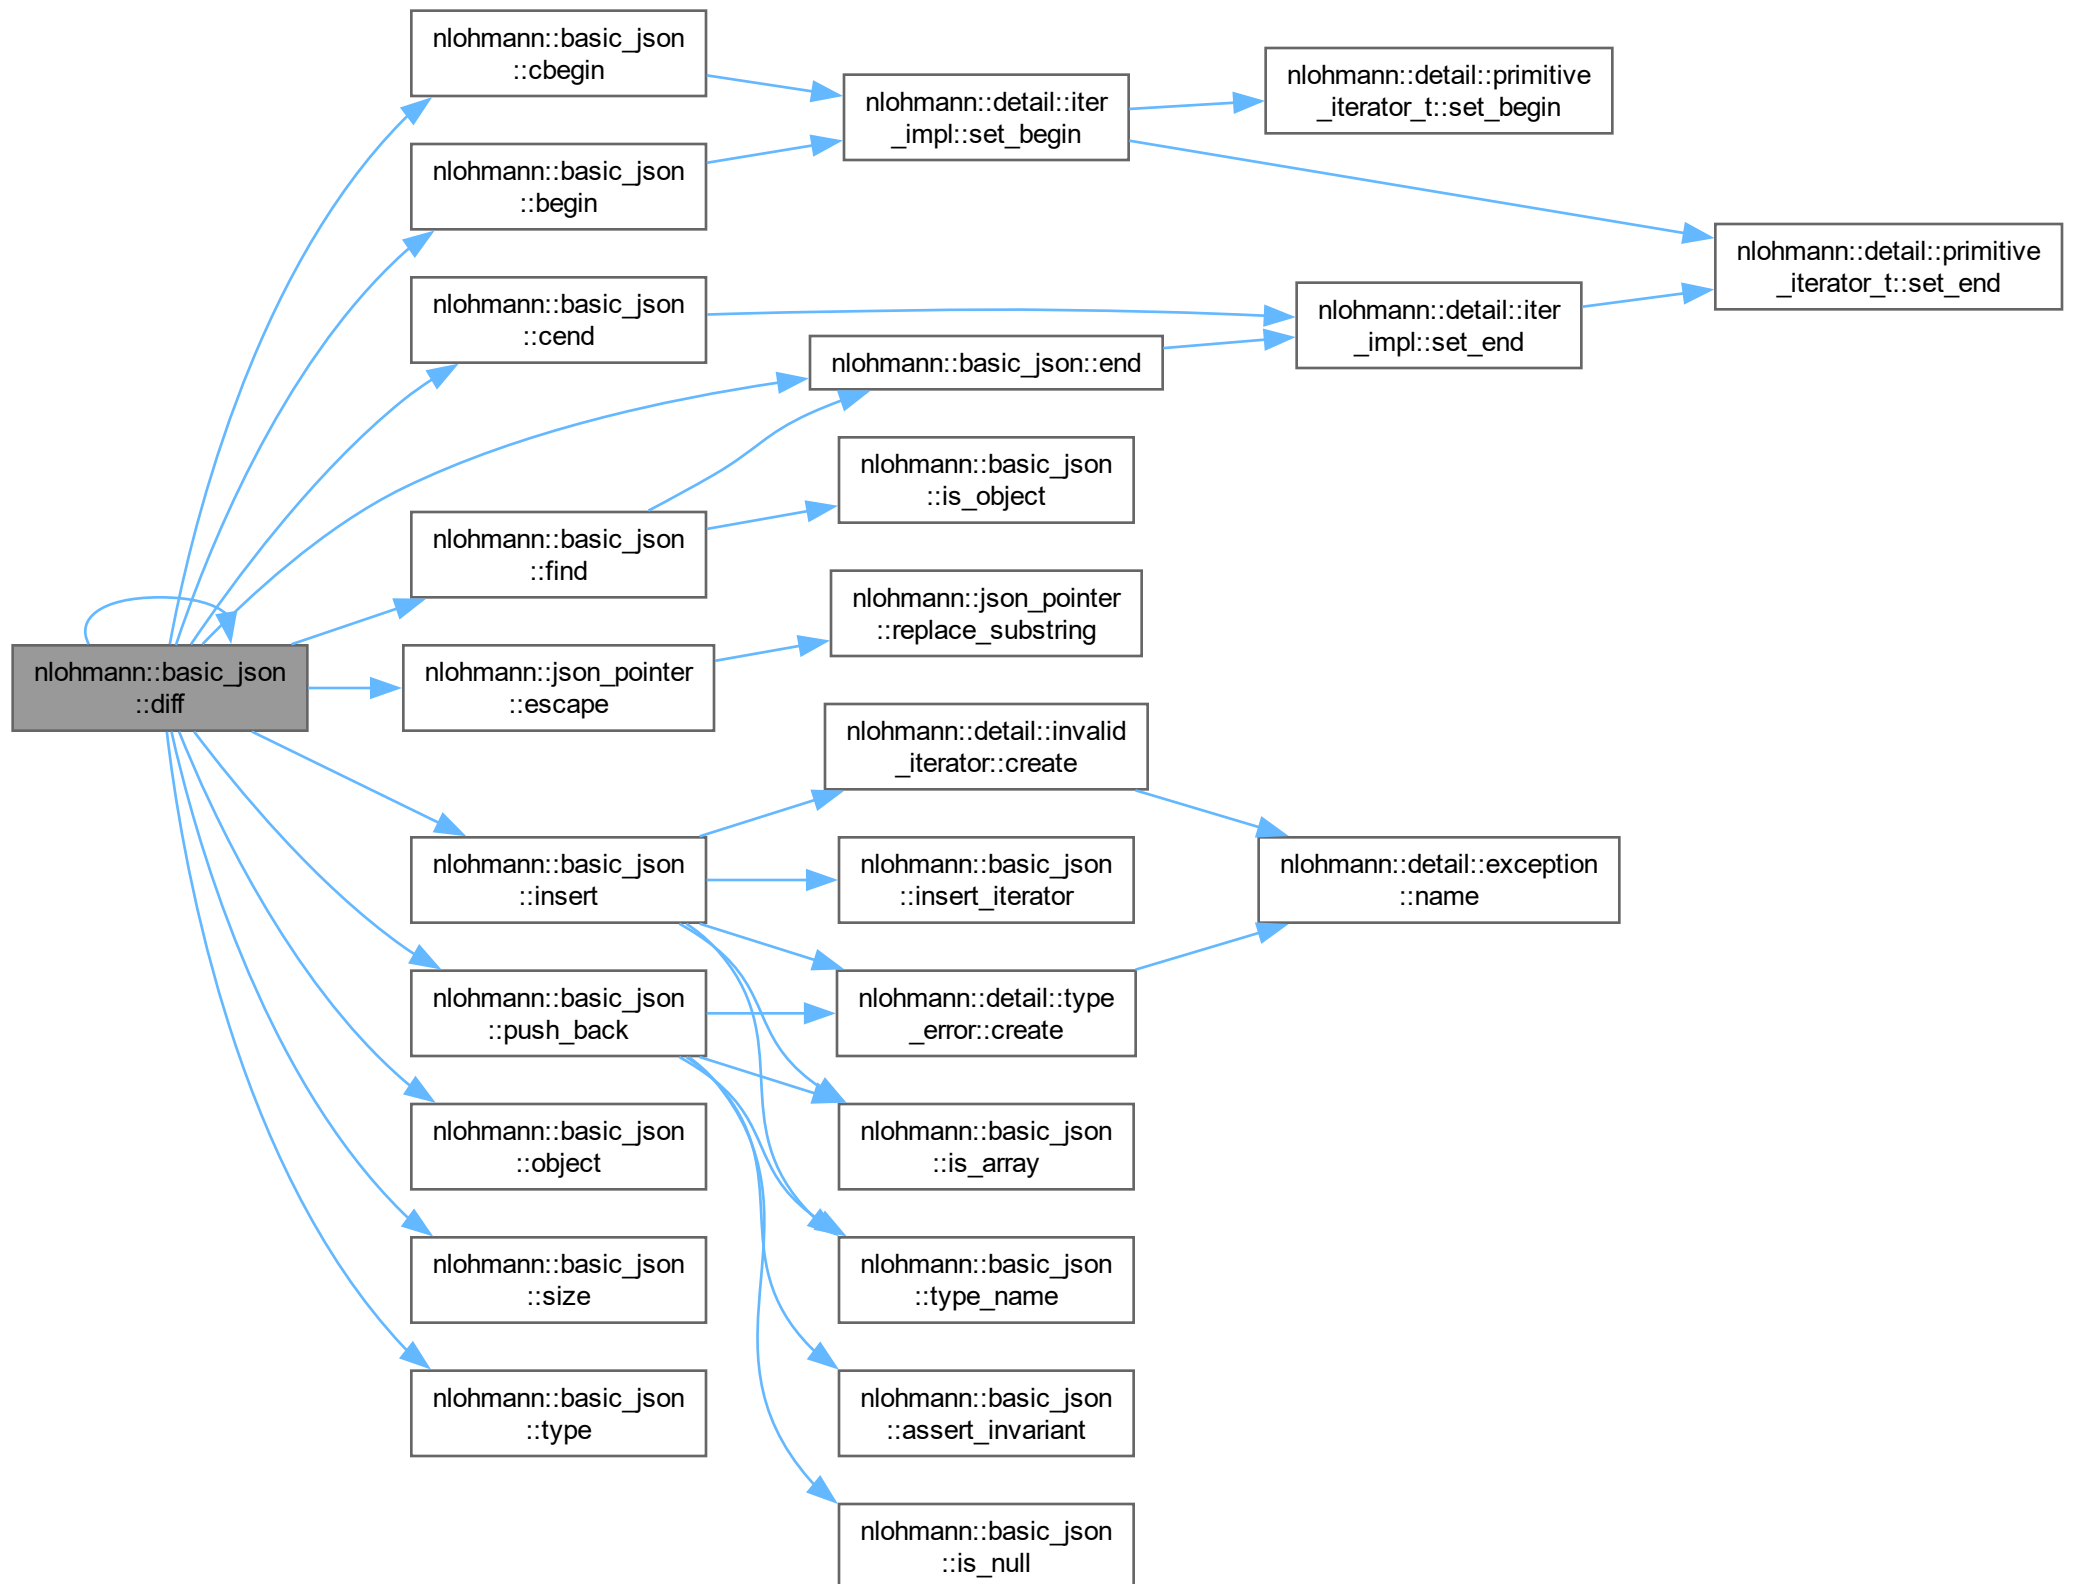 nlohmann::basic_json
::diff
nlohmann::basic_json
::cbegin
nlohmann::basic_json
::begin
nlohmann::basic_json
::cend
nlohmann::basic_json
::find
nlohmann::json_pointer
::escape
nlohmann::basic_json
::insert
nlohmann::basic_json
::push_back
nlohmann::basic_json
::object
nlohmann::basic_json
::size
nlohmann::basic_json
::type
nlohmann::detail::iter
_impl::set_begin
nlohmann::basic_json::end
nlohmann::basic_json
::is_object
nlohmann::json_pointer
::replace_substring
nlohmann::detail::invalid
_iterator::create
nlohmann::basic_json
::insert_iterator
nlohmann::detail::type
_error::create
nlohmann::basic_json
::is_array
nlohmann::basic_json
::type_name
nlohmann::basic_json
::assert_invariant
nlohmann::basic_json
::is_null
nlohmann::detail::primitive
_iterator_t::set_begin
nlohmann::detail::iter
_impl::set_end
nlohmann::detail::exception
::name
nlohmann::detail::primitive
_iterator_t::set_end